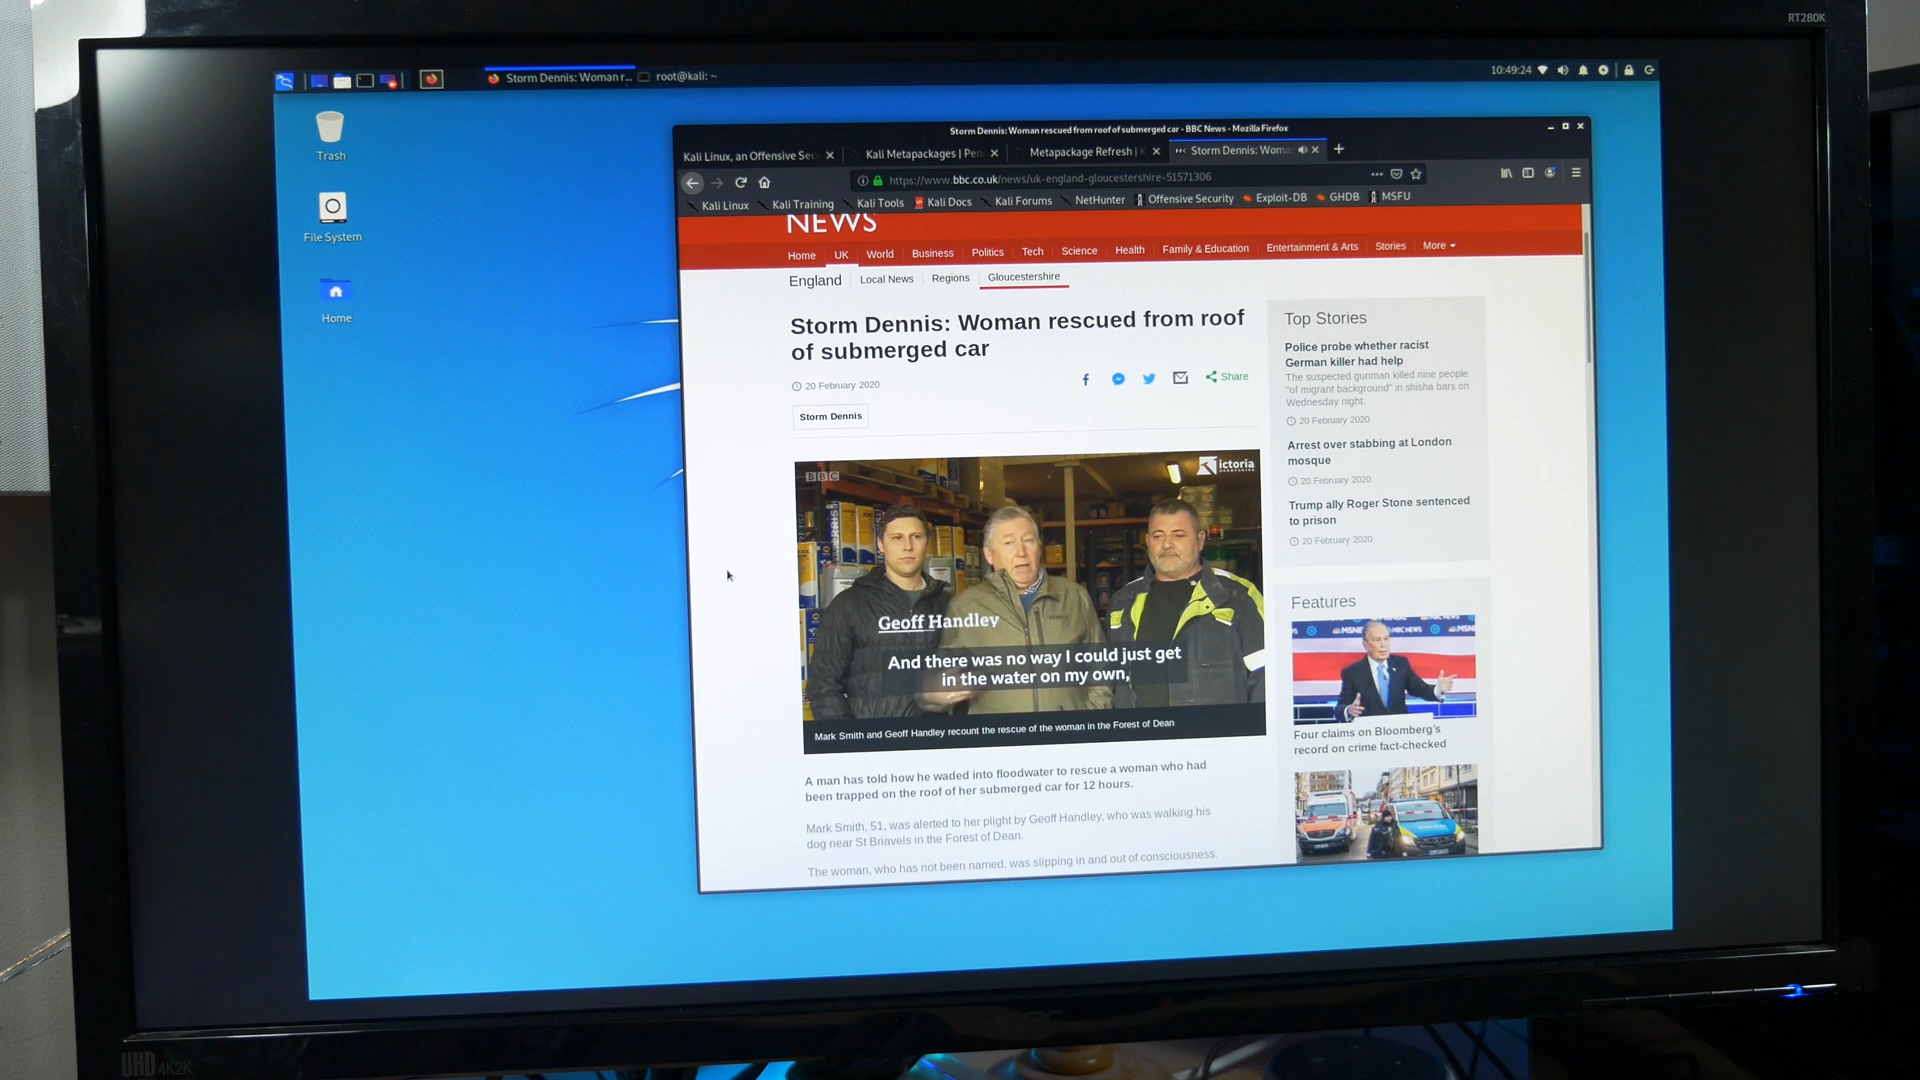 RT280K
Storm Dennis: Woman r...
root@kali: ~
10:49:24
Trash
File System
Home
Storm Dennis: Woman rescued from roof of submerged car - BBC News - Mozilla Firefox
Kali Linux, an Offensive Sec
Kali Metapackages | Pen
Metapackage Refresh |
Storm Dennis: Woma
https://www.bbc.co.uk/news/uk-england-gloucestershire-51571306
Kali Linux
Kali Training
Kali Tools
Kali Docs
Kali Forums
NetHunter
Offensive Security
Exploit-DB
GHDB
MSFU
NEWS
Home
UK
World
Business
Politics
Tech
Science
Health
Family & Education
Entertainment & Arts
Stories
More
England
Local News
Regions
Gloucestershire
Storm Dennis: Woman rescued from roof
of submerged car
20 February 2020
Share
Storm Dennis
BBC
ictoria
DERBYSHIRE
Geoff Handley
And there was no way I could just get
in the water on my own,
Mark Smith and Geoff Handley recount the rescue of the woman in the Forest of Dean
A man has told how he waded into floodwater to rescue a woman who had
been trapped on the roof of her submerged car for 12 hours.
Mark Smith, 51, was alerted to her plight by Geoff Handley, who was walking his
dog near St Briavels in the Forest of Dean.
The woman, who has not been named, was slipping in and out of consciousness.
Top Stories
Police probe whether racist
German killer had help
The suspected gunman killed nine people
"of migrant background" in shisha bars on
Wednesday night.
20 February 2020
Arrest over stabbing at London
mosque
20 February 2020
Trump ally Roger Stone sentenced
to prison
20 February 2020
Features
Four claims on Bloomberg's
record on crime fact-checked
UHD 4K2K